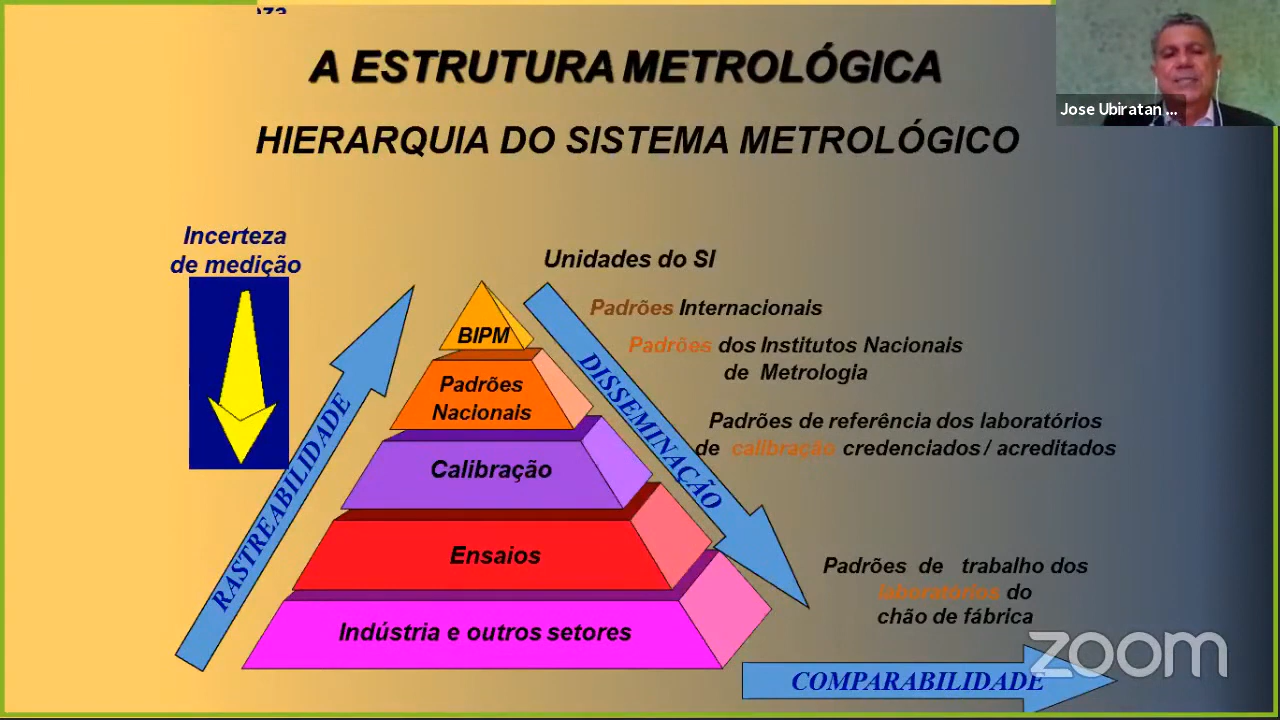 A ESTRUTURA METROLÓGICA
Jose Ubiratan ...
HIERARQUIA DO SISTEMA METROLÓGICO
Incerteza
de medição
Unidades do SI
Padrões Internacionais
BIPM
Padrões dos Institutos Nacionais
de Metrologia
Padrões
Nacionais
Padrões de referência dos laboratórios
de calibração credenciados / acreditados
Calibração
RASTREABILIDADE
DISSEMINAÇÃO
Ensaios
Padrões de trabalho dos
laboratórios do
chão de fábrica
Indústria e outros setores
zoom
COMPARABILIDADE